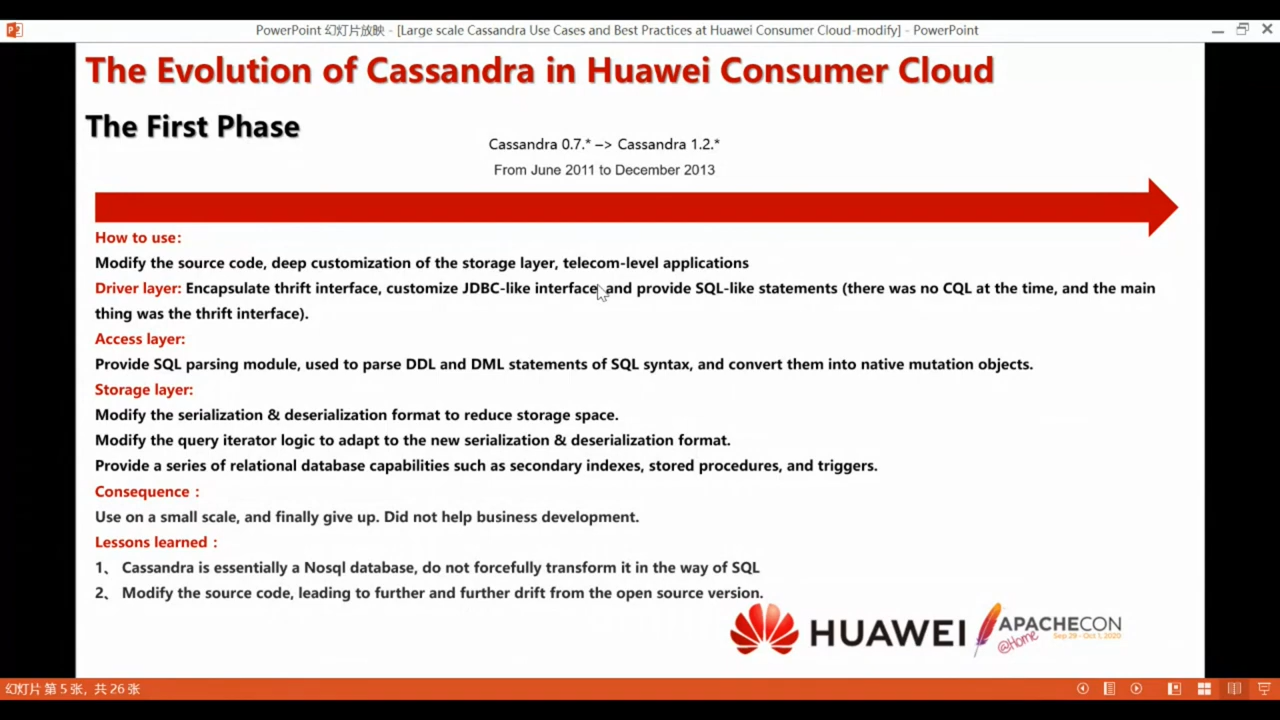 PowerPoint 幻灯片放映 - [Large scale Cassandra Use Cases and Best Practices at Huawei Consumer Cloud-modify] - PowerPoint
The Evolution of Cassandra in Huawei Consumer Cloud
The First Phase
Cassandra 0.7.* –> Cassandra 1.2.*
From June 2011 to December 2013
How to use:
Modify the source code, deep customization of the storage layer, telecom-level applications
Driver layer: Encapsulate thrift interface, customize JDBC-like interface, and provide SQL-like statements (there was no CQL at the time, and the main
thing was the thrift interface).
Access layer:
Provide SQL parsing module, used to parse DDL and DML statements of SQL syntax, and convert them into native mutation objects.
Storage layer:
Modify the serialization & deserialization format to reduce storage space.
Modify the query iterator logic to adapt to the new serialization & deserialization format.
Provide a series of relational database capabilities such as secondary indexes, stored procedures, and triggers.
Consequence：
Use on a small scale, and finally give up. Did not help business development.
Lessons learned：
1、 Cassandra is essentially a Nosql database, do not forcefully transform it in the way of SQL
2、 Modify the source code, leading to further and further drift from the open source version.
HUAWEI
APACHECON
@Home
Sep 29 - Oct 1, 2020
幻灯片 第 5 张，共 26 张